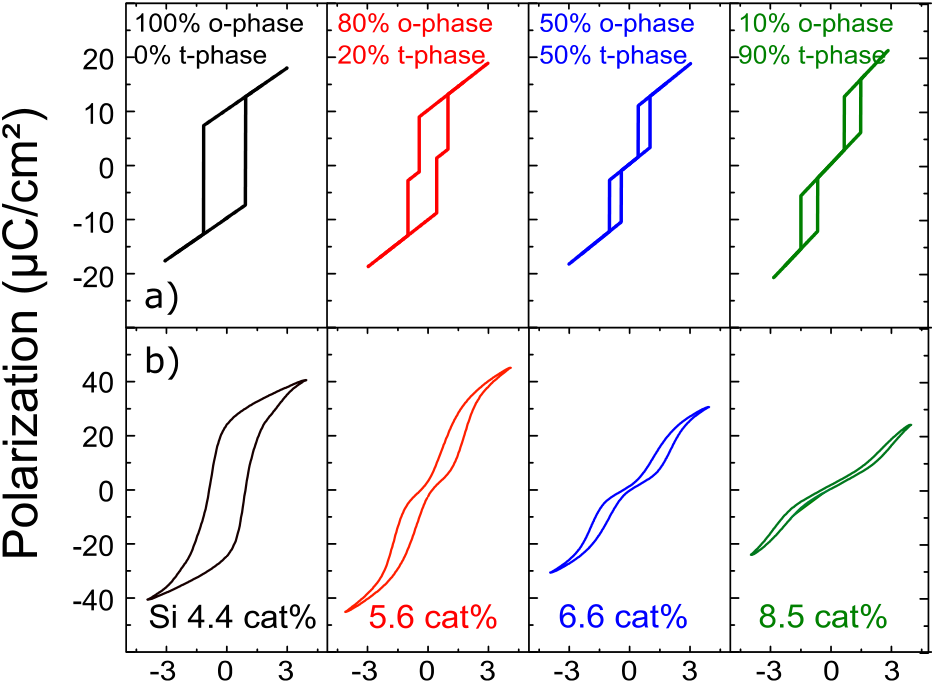 Polarization (µC/cm²)
100% o-phase
0% t-phase
80% o-phase
20% t-phase
50% o-phase
50% t-phase
10% o-phase
90% t-phase
20
10
0
-10
-20
a)
b)
40
20
0
-20
-40
Si 4.4 cat%
5.6 cat%
6.6 cat%
8.5 cat%
-3 0 3 -3 0 3 -3 0 3 -3 0 3